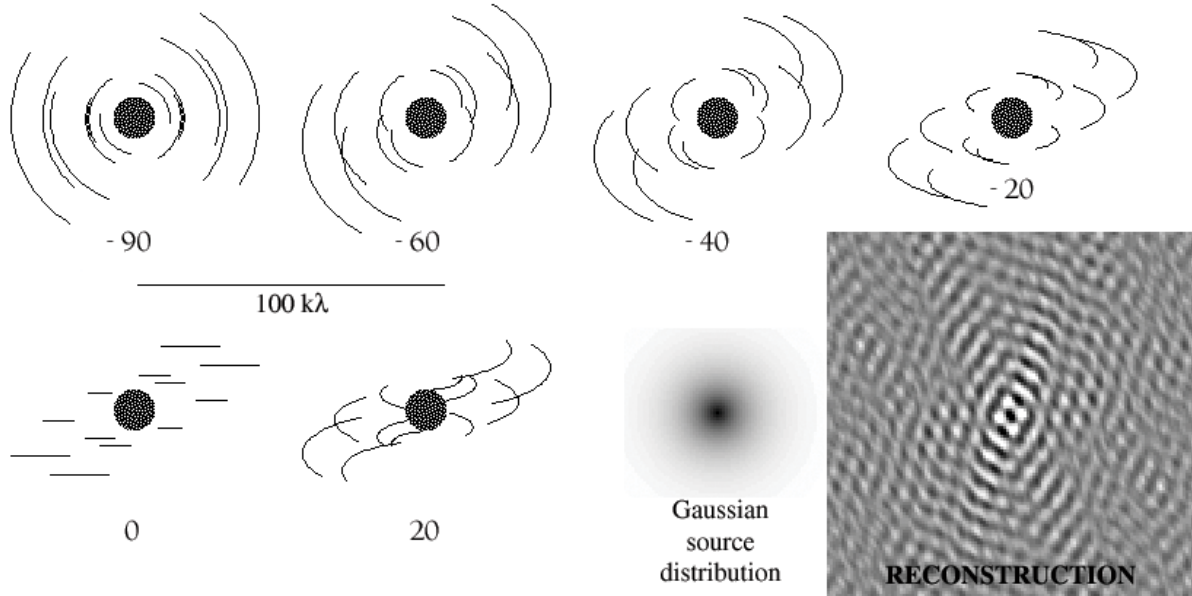 - 90
- 60
- 40
- 20
100 kλ
0
20
Gaussian
source
distribution
RECONSTRUCTION